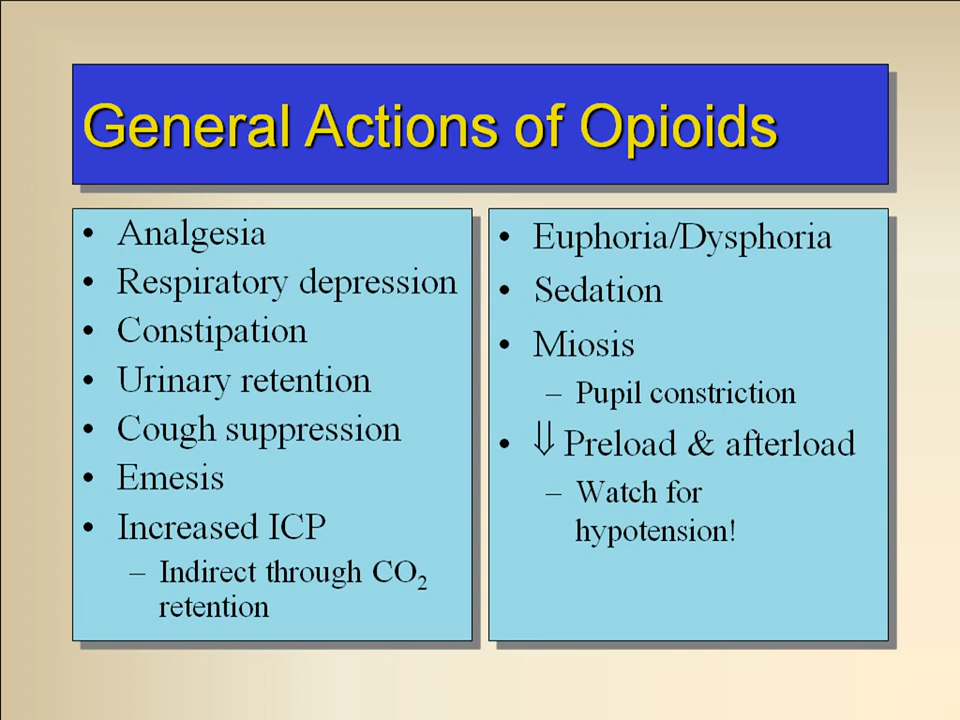 General Actions of Opioids
• Analgesia
• Respiratory depression
• Constipation
• Urinary retention
• Cough suppression
• Emesis
• Increased ICP
– Indirect through CO₂
retention
• Euphoria/Dysphoria
• Sedation
• Miosis
– Pupil constriction
• ⇓ Preload & afterload
– Watch for
hypotension!